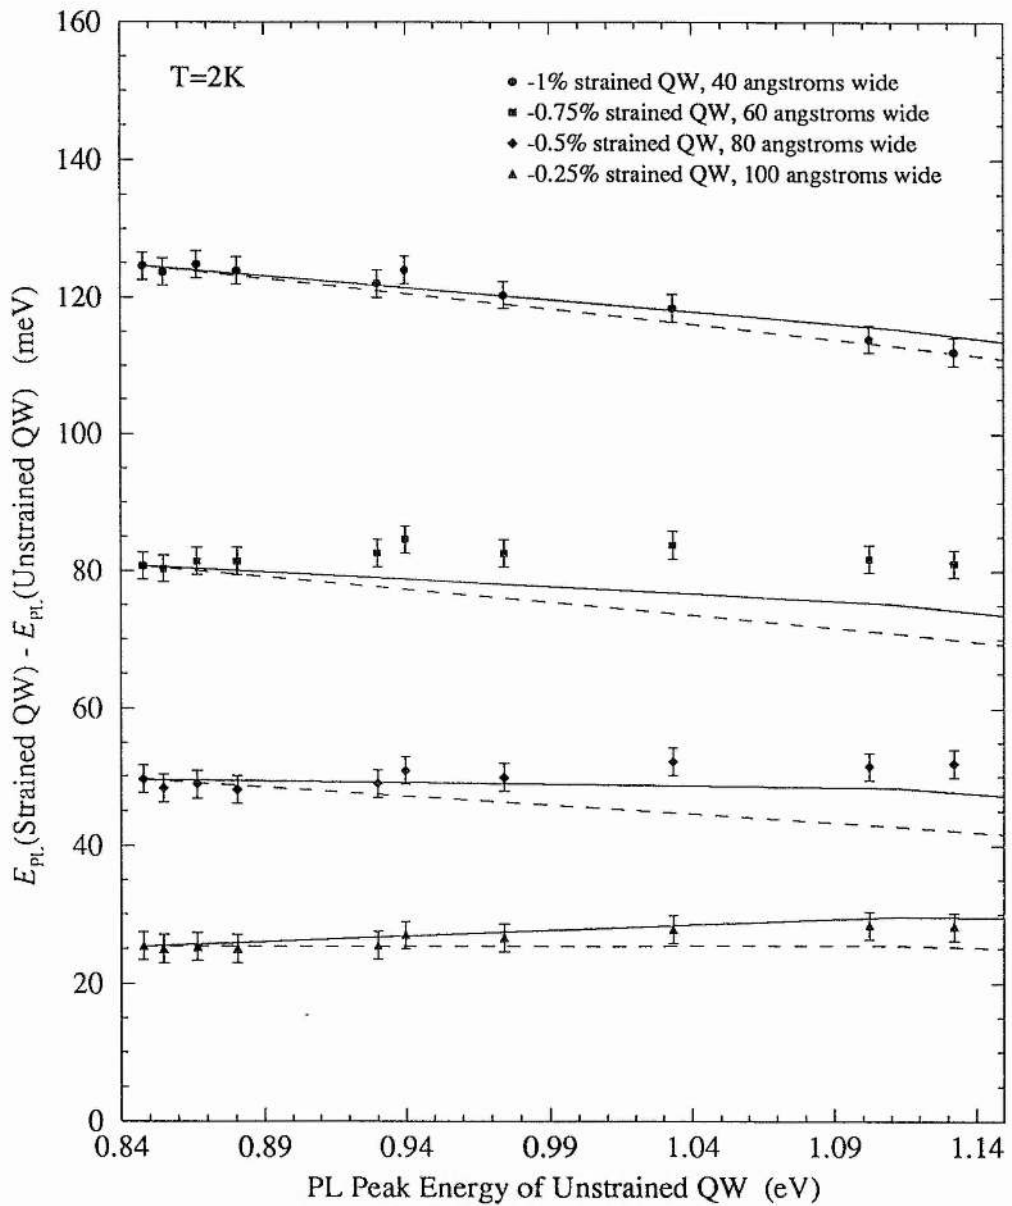 160
T=2K
-1% strained QW, 40 angstroms wide
-0.75% strained QW, 60 angstroms wide
-0.5% strained QW, 80 angstroms wide
-0.25% strained QW, 100 angstroms wide
140
120
100
80
60
40
20
0
E_PL(Strained QW) - E_PL(Unstrained QW) (meV)
0.84 0.89 0.94 0.99 1.04 1.09 1.14
PL Peak Energy of Unstrained QW (eV)